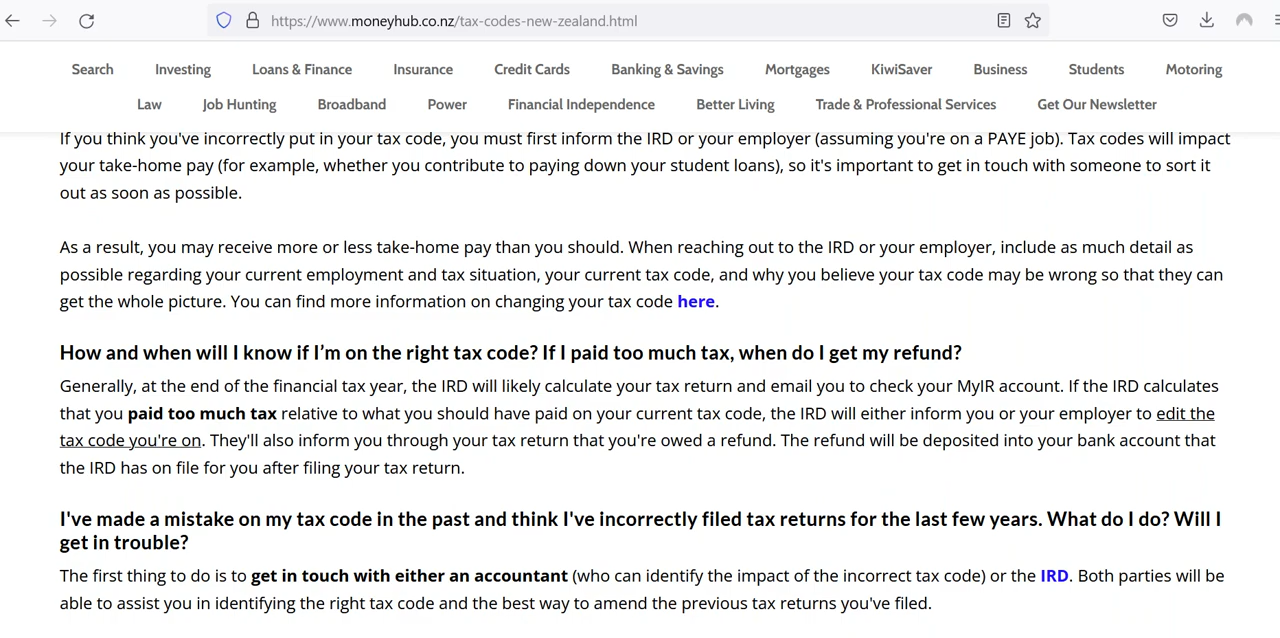 https://www.moneyhub.co.nz/tax-codes-new-zealand.html
Search Investing Loans & Finance Insurance Credit Cards Banking & Savings Mortgages KiwiSaver Business Students Motoring
Law Job Hunting Broadband Power Financial Independence Better Living Trade & Professional Services Get Our Newsletter
If you think you've incorrectly put in your tax code, you must first inform the IRD or your employer (assuming you're on a PAYE job). Tax codes will impact
your take-home pay (for example, whether you contribute to paying down your student loans), so it's important to get in touch with someone to sort it
out as soon as possible.
As a result, you may receive more or less take-home pay than you should. When reaching out to the IRD or your employer, include as much detail as
possible regarding your current employment and tax situation, your current tax code, and why you believe your tax code may be wrong so that they can
get the whole picture. You can find more information on changing your tax code here.
How and when will I know if I’m on the right tax code? If I paid too much tax, when do I get my refund?
Generally, at the end of the financial tax year, the IRD will likely calculate your tax return and email you to check your MyIR account. If the IRD calculates
that you paid too much tax relative to what you should have paid on your current tax code, the IRD will either inform you or your employer to edit the
tax code you're on. They'll also inform you through your tax return that you're owed a refund. The refund will be deposited into your bank account that
the IRD has on file for you after filing your tax return.
I've made a mistake on my tax code in the past and think I've incorrectly filed tax returns for the last few years. What do I do? Will I
get in trouble?
The first thing to do is to get in touch with either an accountant (who can identify the impact of the incorrect tax code) or the IRD. Both parties will be
able to assist you in identifying the right tax code and the best way to amend the previous tax returns you've filed.